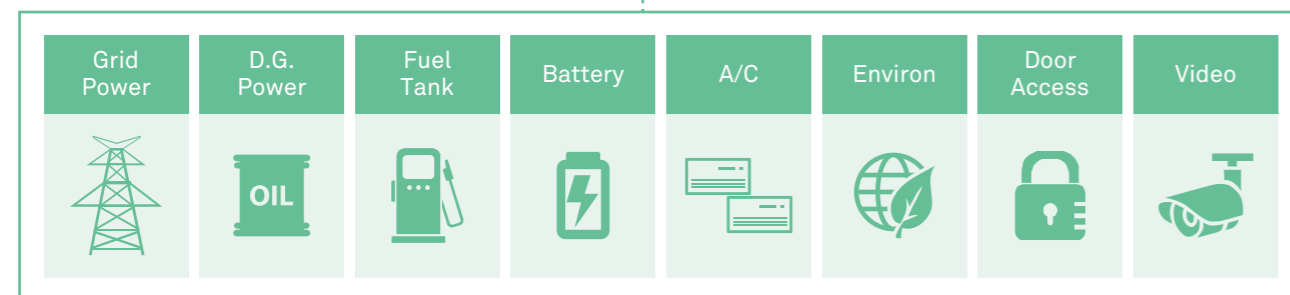 Grid
Power
D.G.
Power
Fuel
Tank
Battery
A/C
Environ
Door
Access
Video
OIL